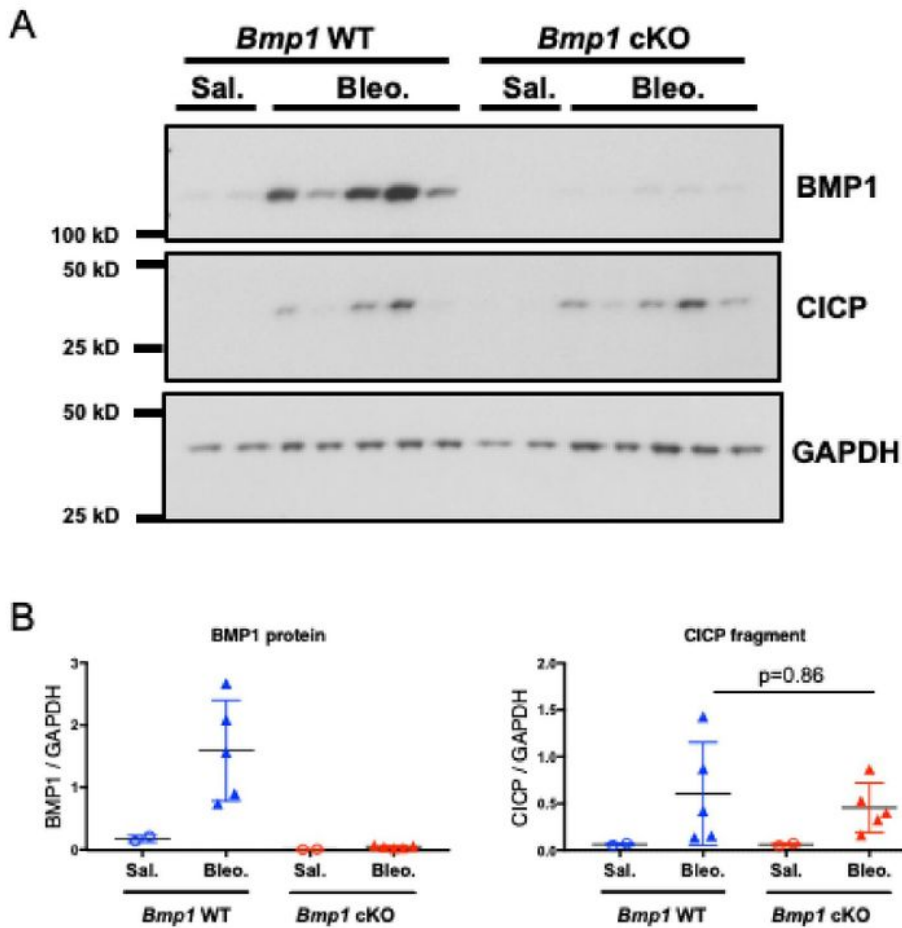 A
Bmp1 WT
Bmp1 cKO
Sal.
Bleo.
Sal.
Bleo.
BMP1
100 kD
50 kD
CICP
25 kD
50 kD
GAPDH
25 kD
B
BMP1 protein
BMP1 / GAPDH
3
2
1
0
Sal.
Bleo.
Sal.
Bleo.
Bmp1 WT
Bmp1 cKO
CICP fragment
CICP / GAPDH
2.0
1.5
1.0
0.5
0.0
p=0.86
Sal.
Bleo.
Sal.
Bleo.
Bmp1 WT
Bmp1 cKO